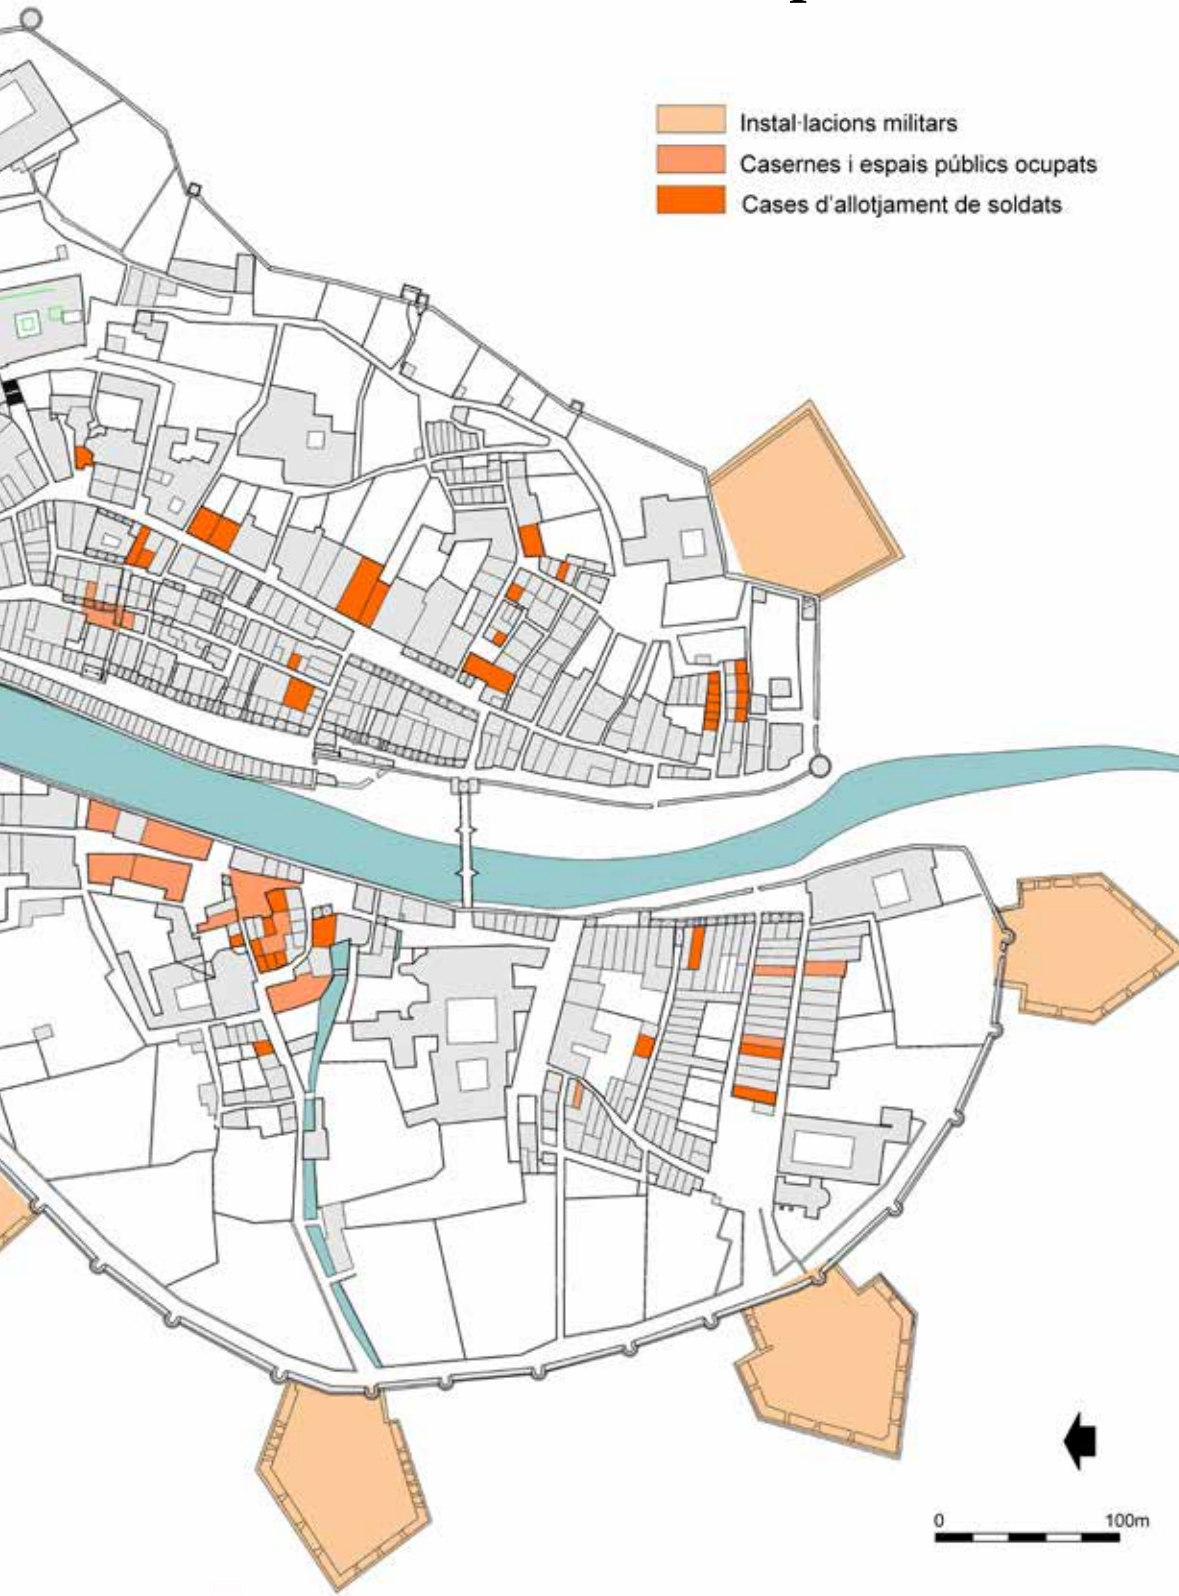 Instal·lacions militars
Casernes i espais públics ocupats
Cases d'allotjament de soldats
0 100m